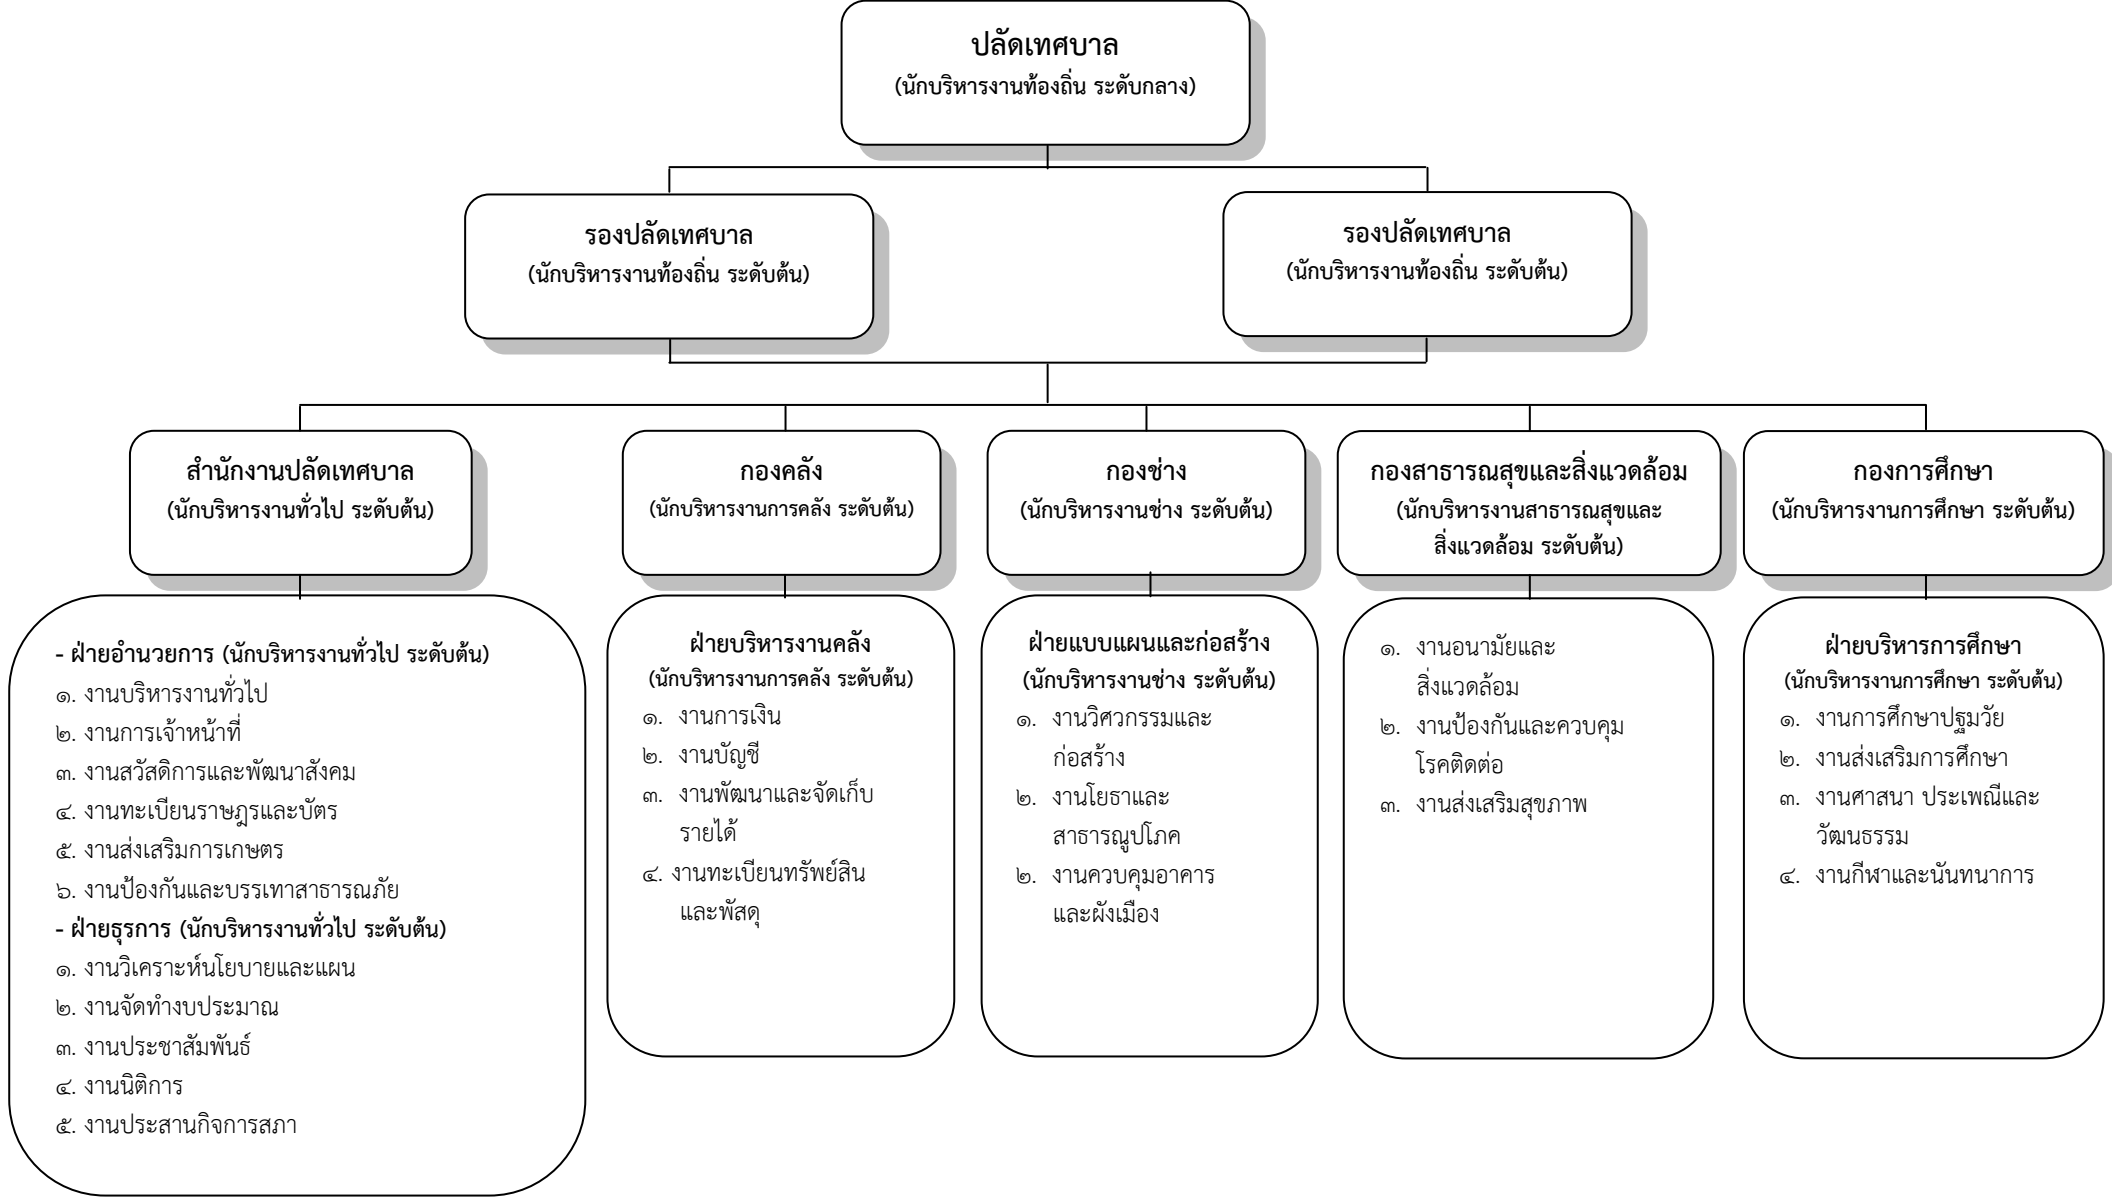 ปลัดเทศบาล
(นักบริหารงานท้องถิ่น ระดับกลาง)
รองปลัดเทศบาล
(นักบริหารงานท้องถิ่น ระดับต้น)
รองปลัดเทศบาล
(นักบริหารงานท้องถิ่น ระดับต้น)
สำนักงานปลัดเทศบาล
(นักบริหารงานทั่วไป ระดับต้น)
กองคลัง
(นักบริหารงานการคลัง ระดับต้น)
กองช่าง
(นักบริหารงานช่าง ระดับต้น)
กองสาธารณสุขและสิ่งแวดล้อม
(นักบริหารงานสาธารณสุขและ
สิ่งแวดล้อม ระดับต้น)
กองการศึกษา
(นักบริหารงานการศึกษา ระดับต้น)
- ฝ่ายอำนวยการ (นักบริหารงานทั่วไป ระดับต้น)
๑. งานบริหารงานทั่วไป
๒. งานการเจ้าหน้าที่
๓. งานสวัสดิการและพัฒนาสังคม
๔. งานทะเบียนราษฎรและบัตร
๕. งานส่งเสริมการเกษตร
๖. งานป้องกันและบรรเทาสาธารณภัย
- ฝ่ายธุรการ (นักบริหารงานทั่วไป ระดับต้น)
๑. งานวิเคราะห์นโยบายและแผน
๒. งานจัดทำงบประมาณ
๓. งานประชาสัมพันธ์
๔. งานนิติการ
๕. งานประสานกิจการสภา
ฝ่ายบริหารงานคลัง
(นักบริหารงานการคลัง ระดับต้น)
๑. งานการเงิน
๒. งานบัญชี
๓. งานพัฒนาและจัดเก็บ
รายได้
๔. งานทะเบียนทรัพย์สิน
และพัสดุ
ฝ่ายแบบแผนและก่อสร้าง
(นักบริหารงานช่าง ระดับต้น)
๑. งานวิศวกรรมและ
ก่อสร้าง
๒. งานโยธาและ
สาธารณูปโภค
๒. งานควบคุมอาคาร
และผังเมือง
๑. งานอนามัยและ
สิ่งแวดล้อม
๒. งานป้องกันและควบคุม
โรคติดต่อ
๓. งานส่งเสริมสุขภาพ
ฝ่ายบริหารการศึกษา
(นักบริหารงานการศึกษา ระดับต้น)
๑. งานการศึกษาปฐมวัย
๒. งานส่งเสริมการศึกษา
๓. งานศาสนา ประเพณีและ
วัฒนธรรม
๔. งานกีฬาและนันทนาการ